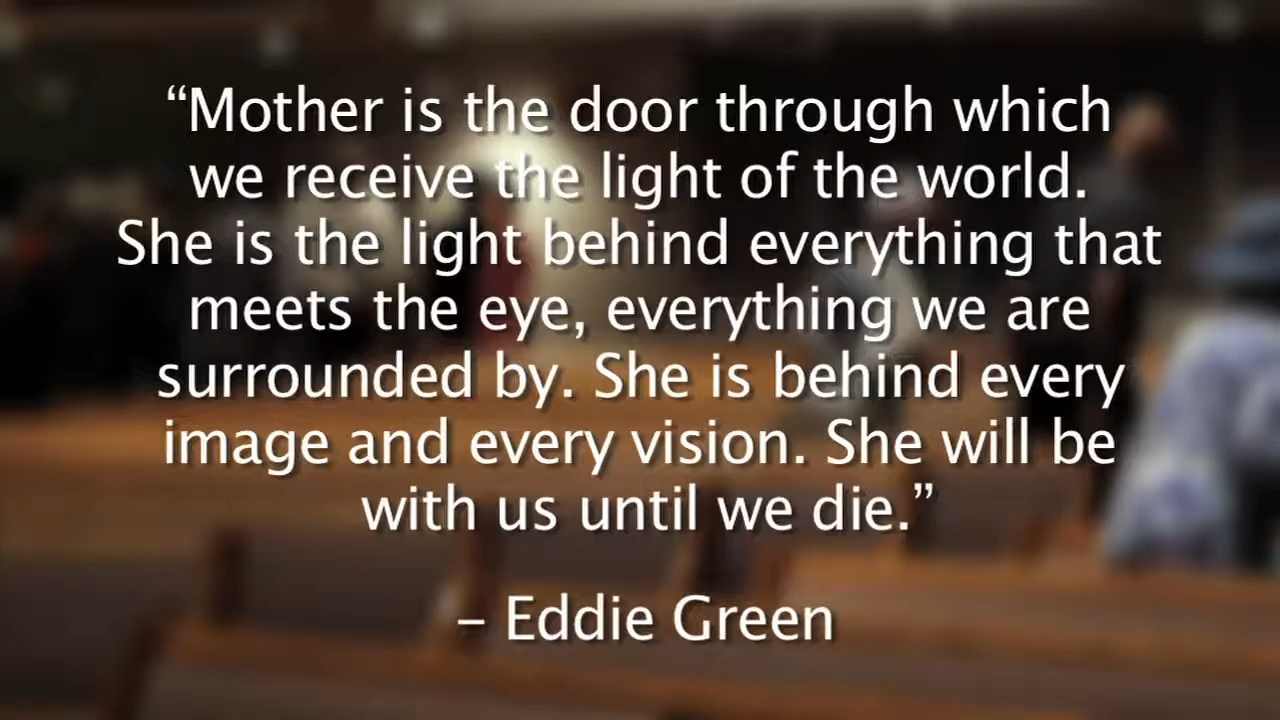 “Mother is the door through which
we receive the light of the world.
She is the light behind everything that
meets the eye, everything we are
surrounded by. She is behind every
image and every vision. She will be
with us until we die.”
– Eddie Green